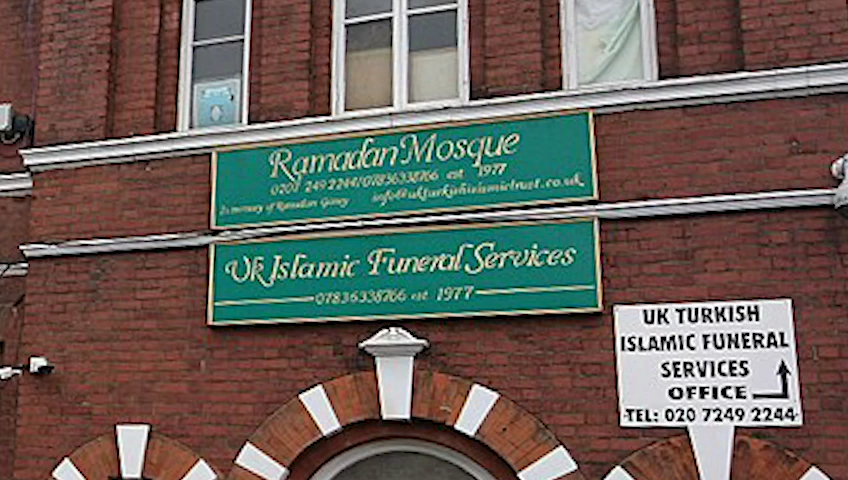 Ramadan Mosque
0207 249 2244/07836338766 est 1977
In memory of Ramadan Guney info@ukturkishislamictrust.co.uk
Uk Islamic Funeral Services
07836338766 est 1977
UK TURKISH
ISLAMIC FUNERAL
SERVICES
OFFICE
TEL: 020 7249 2244